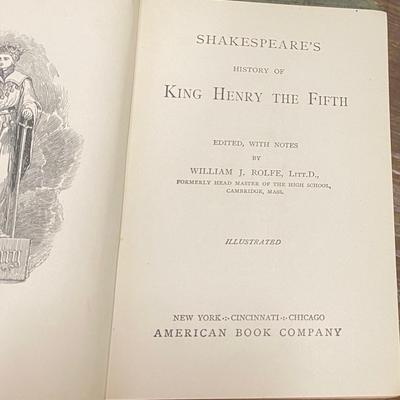 SHAKESPEARE'S
HISTORY OF
KING HENRY THE FIFTH
EDITED, WITH NOTES
BY
WILLIAM J. ROLFE, LITT.D.,
FORMERLY HEAD MASTER OF THE HIGH SCHOOL,
CAMBRIDGE, MASS.
ILLUSTRATED
NEW YORK ·:· CINCINNATI ·:· CHICAGO
AMERICAN BOOK COMPANY